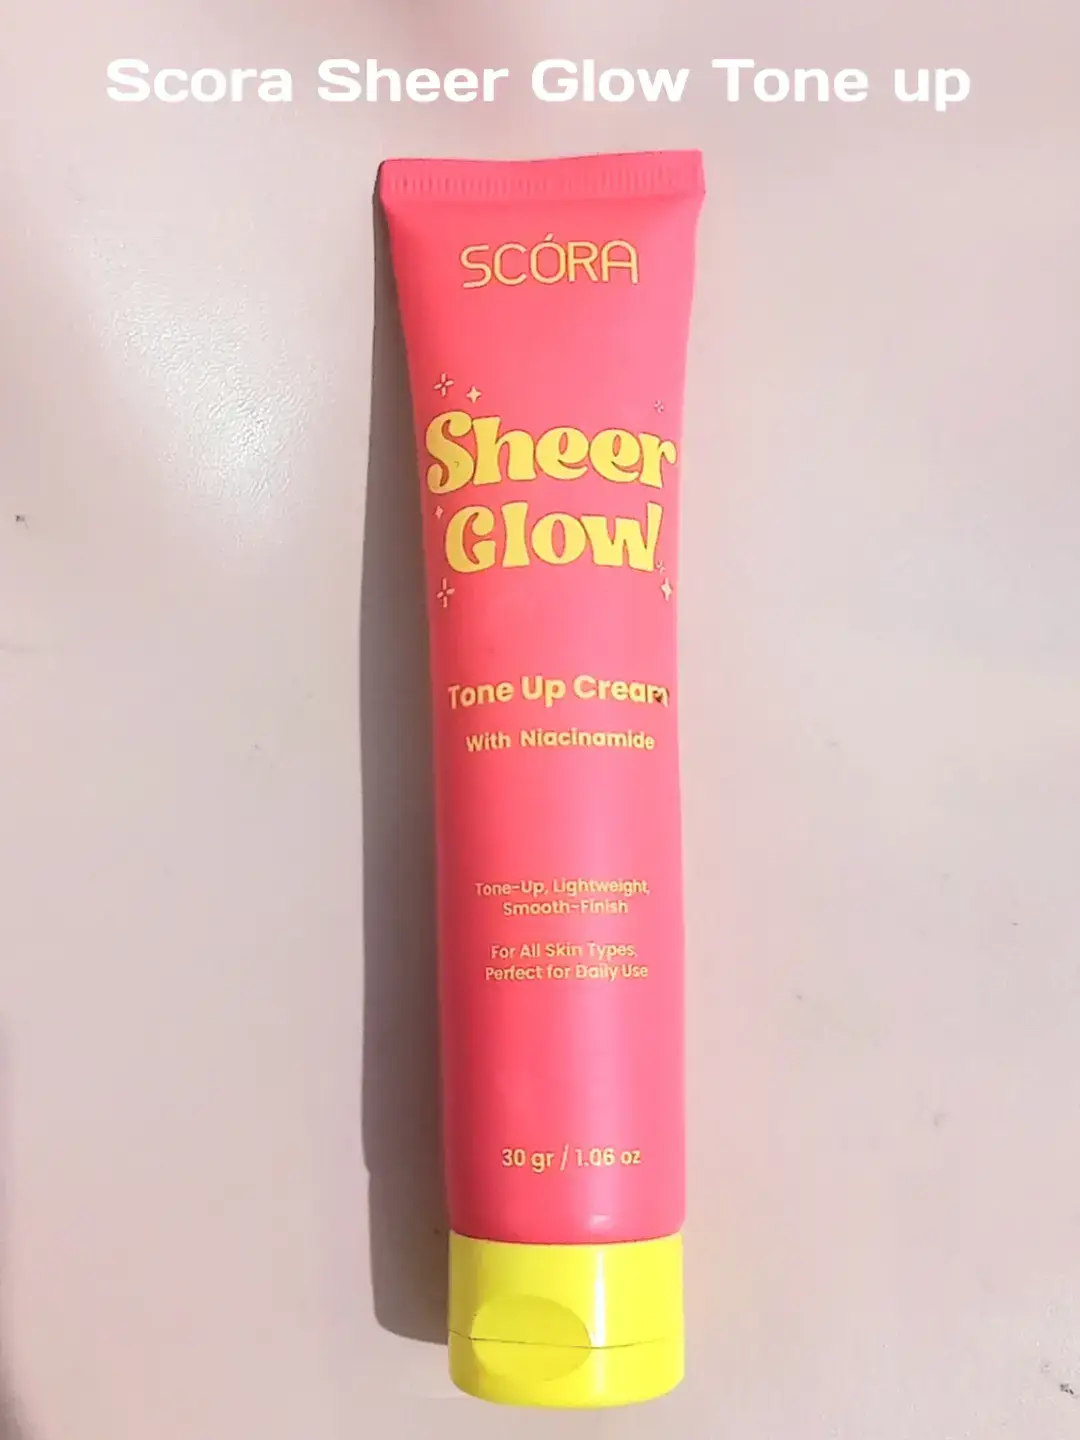 Scora Sheer Glow Tone up
SCÓRA
Sheer
Glow
Tone Up Cream
With Niacinamide
Tone-Up, Lightweight,
Smooth-Finish
For All Skin Types,
Perfect for Daily Use
30 gr / 1.06 oz